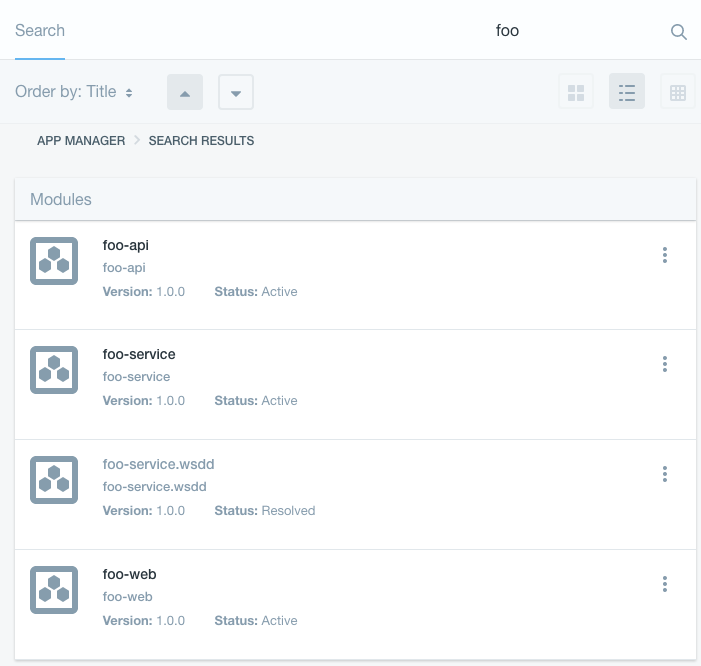 Search foo
Order by: Title
APP MANAGER SEARCH RESULTS
Modules
foo-api
foo-api
Version: 1.0.0 Status: Active
foo-service
foo-service
Version: 1.0.0 Status: Active
foo-service.wsdd
foo-service.wsdd
Version: 1.0.0 Status: Resolved
foo-web
foo-web
Version: 1.0.0 Status: Active